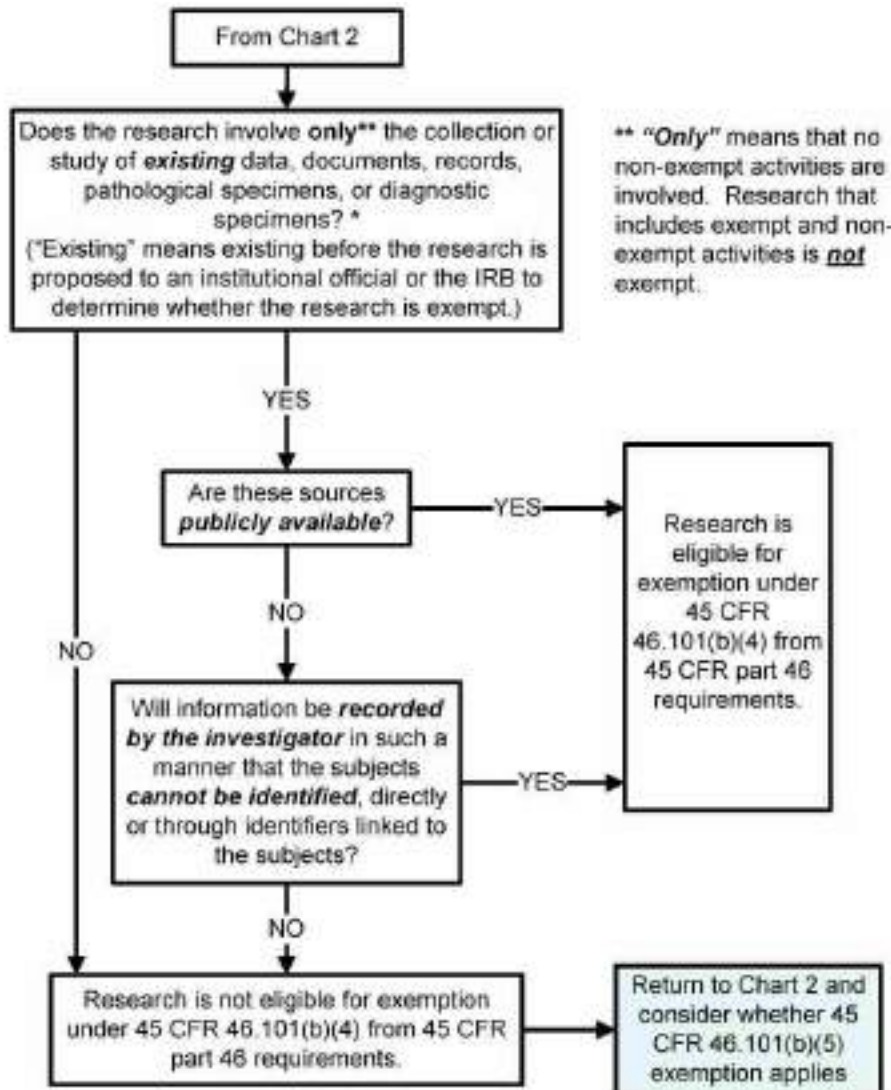 From Chart 2
Does the research involve only** the collection or
study of existing data, documents, records,
pathological specimens, or diagnostic
specimens? *
("Existing" means existing before the research is
proposed to an institutional official or the IRB to
determine whether the research is exempt.)
** "Only" means that no
non-exempt activities are
involved. Research that
includes exempt and non-
exempt activities is not
exempt.
YES
Are these sources
publicly available?
YES
Research is
eligible for
exemption under
45 CFR
46.101(b)(4) from
45 CFR part 46
requirements.
NO
NO
Will information be recorded
by the investigator in such a
manner that the subjects
cannot be identified, directly
or through identifiers linked to
the subjects?
YES
NO
Research is not eligible for exemption
under 45 CFR 46.101(b)(4) from 45 CFR
part 46 requirements.
Return to Chart 2 and
consider whether 45
CFR 46.101(b)(5)
exemption applies